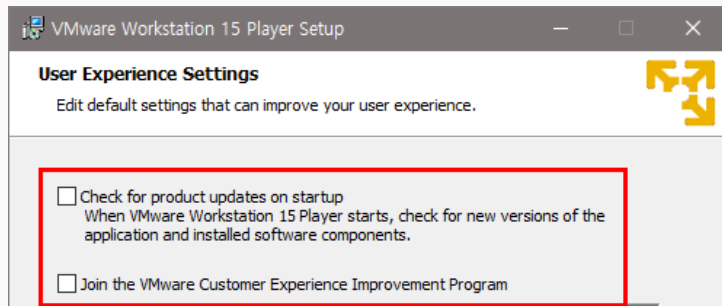 VMware Workstation 15 Player Setup
User Experience Settings
Edit default settings that can improve your user experience.
Check for product updates on startup
When VMware Workstation 15 Player starts, check for new versions of the
application and installed software components.
Join the VMware Customer Experience Improvement Program